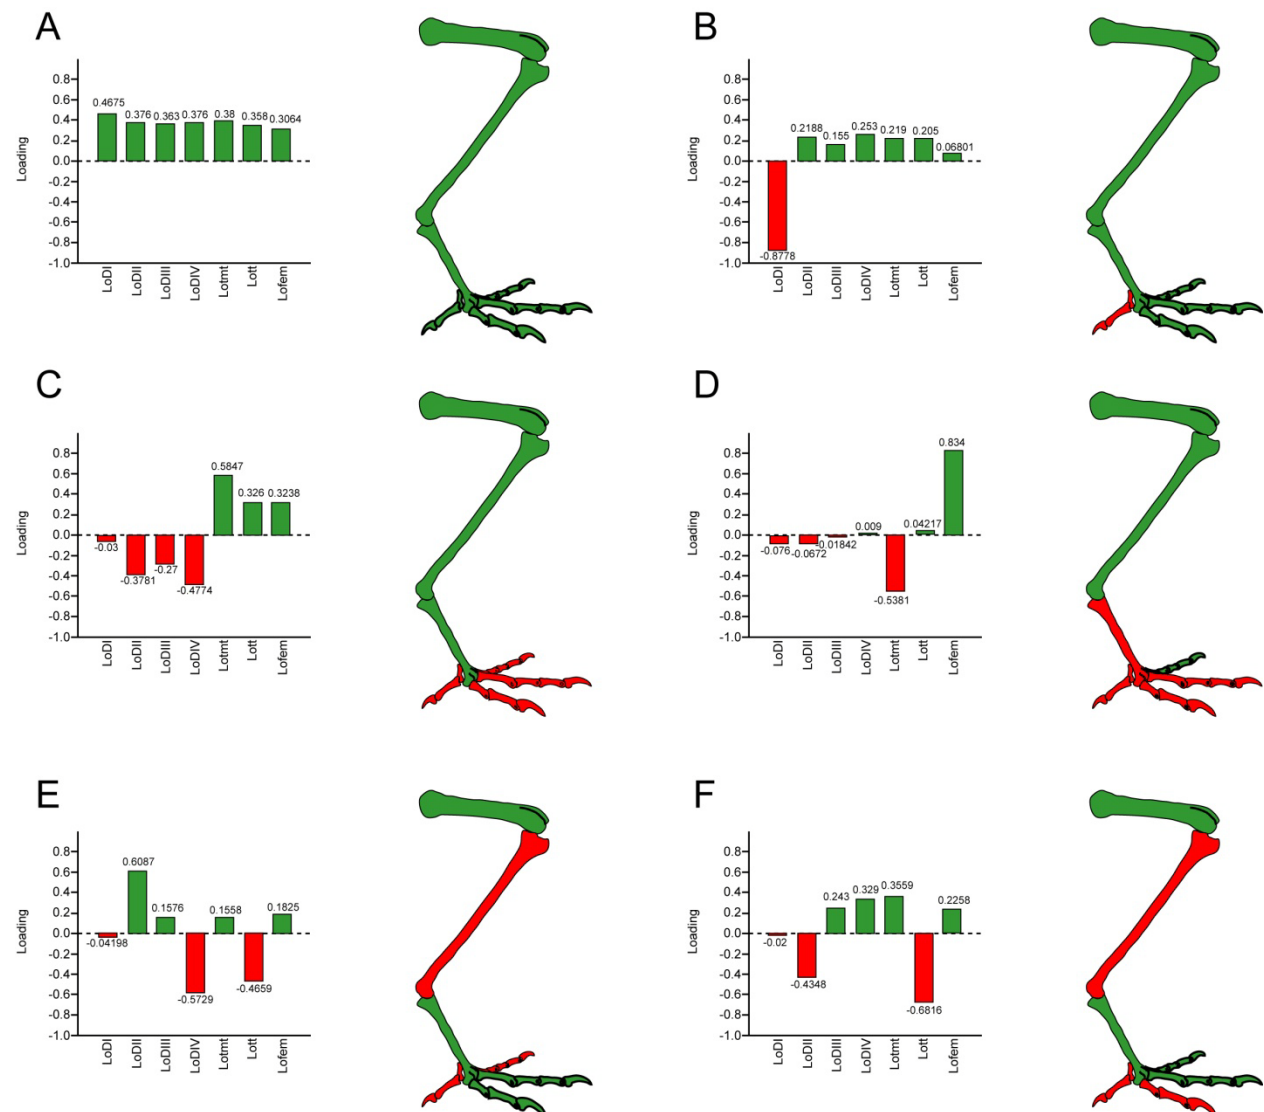 A
Loading
0.8
0.6
0.4
0.2
0.0
-0.2
-0.4
-0.6
-0.8
-1.0
0.4675
0.376
0.363
0.376
0.38
0.358
0.3064
LoDI
LoDII
LoDIII
LoDIV
Lotmt
Lott
Lofem
B
Loading
0.8
0.6
0.4
0.2
0.0
-0.2
-0.4
-0.6
-0.8
-1.0
-0.8778
0.2188
0.155
0.253
0.219
0.205
0.06801
LoDI
LoDII
LoDIII
LoDIV
Lotmt
Lott
Lofem
C
Loading
0.8
0.6
0.4
0.2
0.0
-0.2
-0.4
-0.6
-0.8
-1.0
-0.03
-0.3781
-0.27
-0.4774
0.5847
0.326
0.3238
LoDI
LoDII
LoDIII
LoDIV
Lotmt
Lott
Lofem
D
Loading
0.8
0.6
0.4
0.2
0.0
-0.2
-0.4
-0.6
-0.8
-1.0
-0.076
-0.0672
-0.01842
0.009
-0.5381
0.04217
0.834
LoDI
LoDII
LoDIII
LoDIV
Lotmt
Lott
Lofem
E
Loading
0.8
0.6
0.4
0.2
0.0
-0.2
-0.4
-0.6
-0.8
-1.0
-0.04198
0.6087
0.1576
-0.5729
0.1558
-0.4659
0.1825
LoDI
LoDII
LoDIII
LoDIV
Lotmt
Lott
Lofem
F
Loading
0.8
0.6
0.4
0.2
0.0
-0.2
-0.4
-0.6
-0.8
-1.0
-0.02
-0.4348
0.243
0.329
0.3559
-0.6816
0.2258
LoDI
LoDII
LoDIII
LoDIV
Lotmt
Lott
Lofem